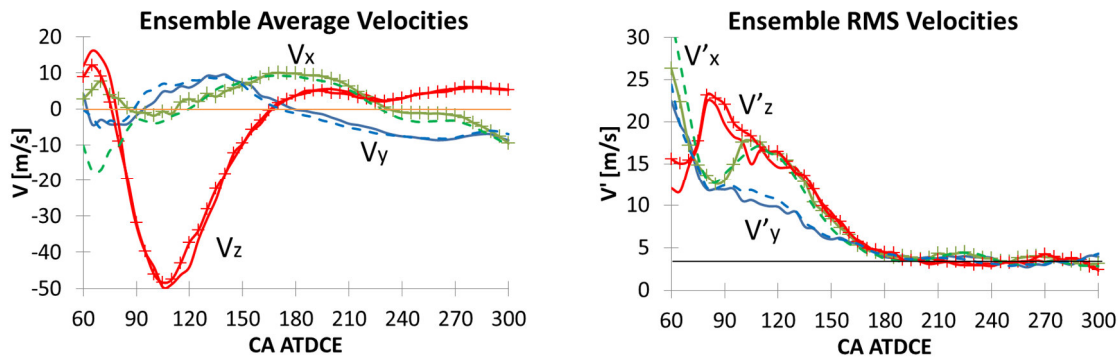 Ensemble Average Velocities
V [m/s]
20
10
0
-10
-20
-30
-40
-50
Vx
Vy
Vz
60 90 120 150 180 210 240 270 300
CA ATDCE
Ensemble RMS Velocities
V' [m/s]
30
25
20
15
10
5
0
V'x
V'z
V'y
60 90 120 150 180 210 240 270 300
CA ATDCE